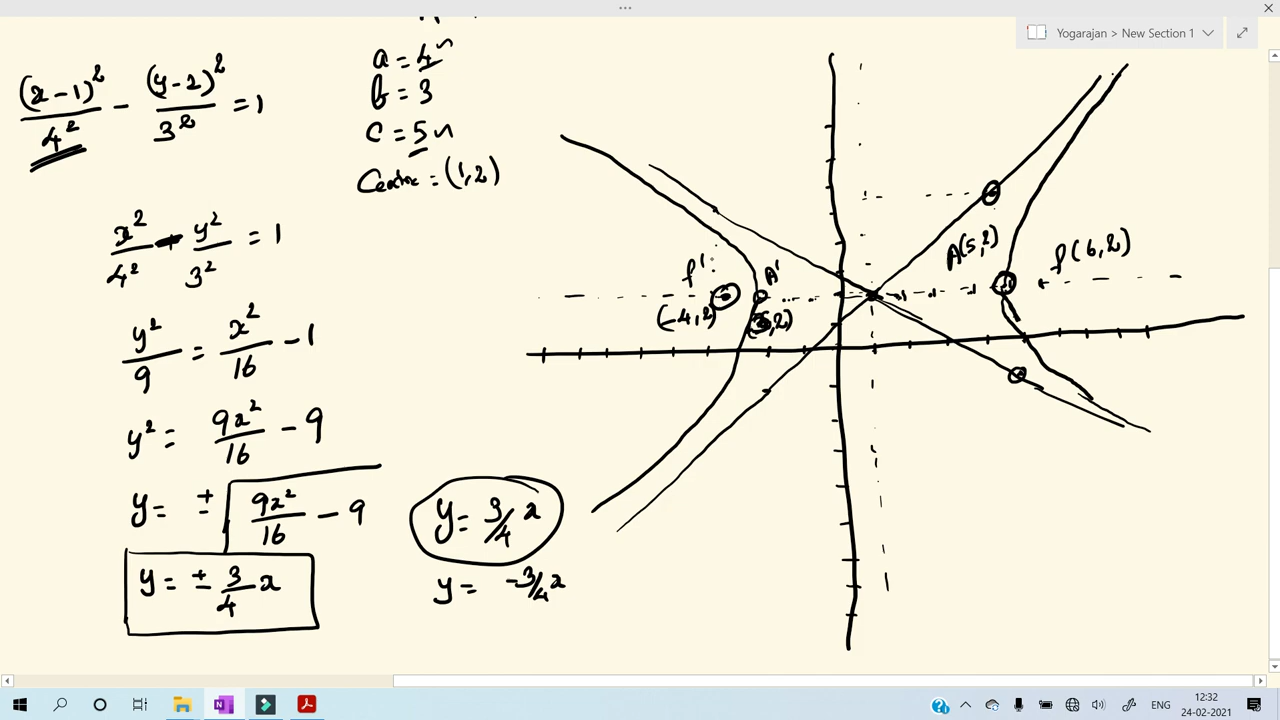 Yogarajan > New Section 1
(x-1)²/4² - (y-2)²/3² = 1
a = 4
b = 3
c = 5
Centre = (1,2)
x²/4² - y²/3² = 1
y²/9 = x²/16 - 1
y² = 9x²/16 - 9
y = ± √(9x²/16 - 9)
y = ± 3/4 x
y = 3/4 x
y = -3/4 x
A(5,2)
f(6,2)
f'
A'
(-4,2)
ENG
12:32
24-02-2021